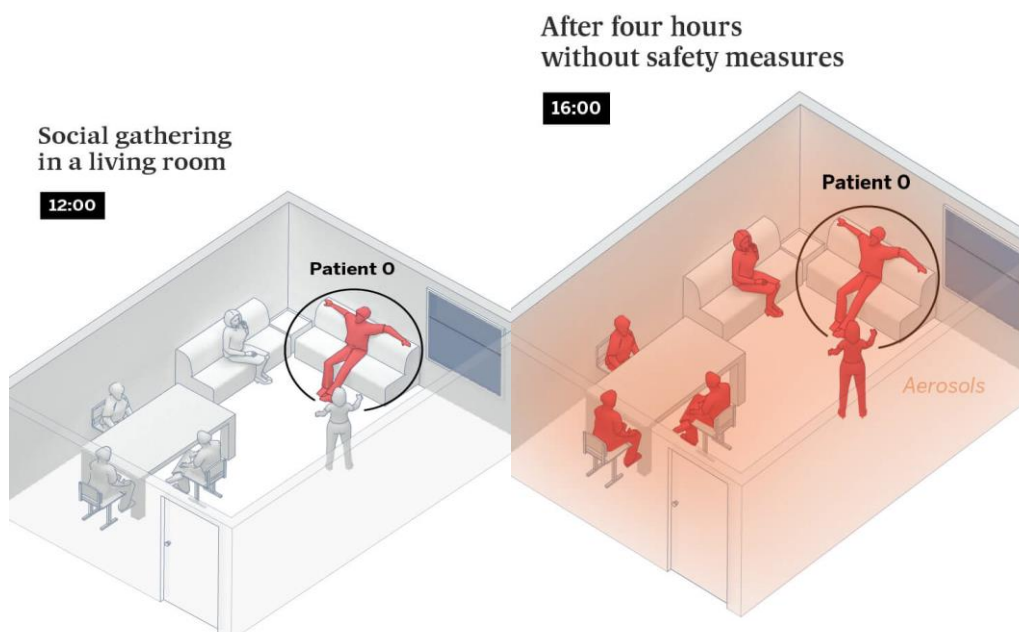 Social gathering
in a living room
12:00
Patient 0
After four hours
without safety measures
16:00
Patient 0
Aerosols